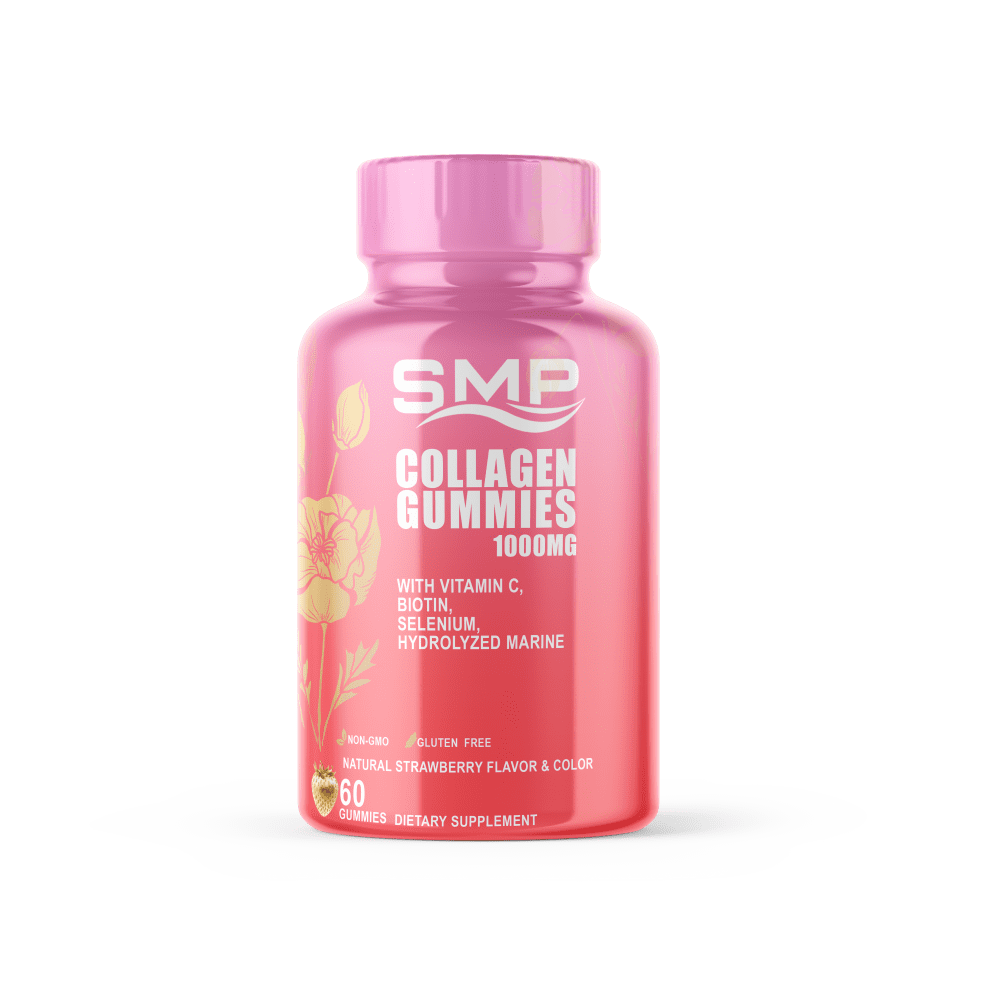 SMP
COLLAGEN
GUMMIES
1000MG
WITH VITAMIN C,
BIOTIN,
SELENIUM,
HYDROLYZED MARINE
NON-GMO GLUTEN FREE
NATURAL STRAWBERRY FLAVOR & COLOR
60
GUMMIES DIETARY SUPPLEMENT